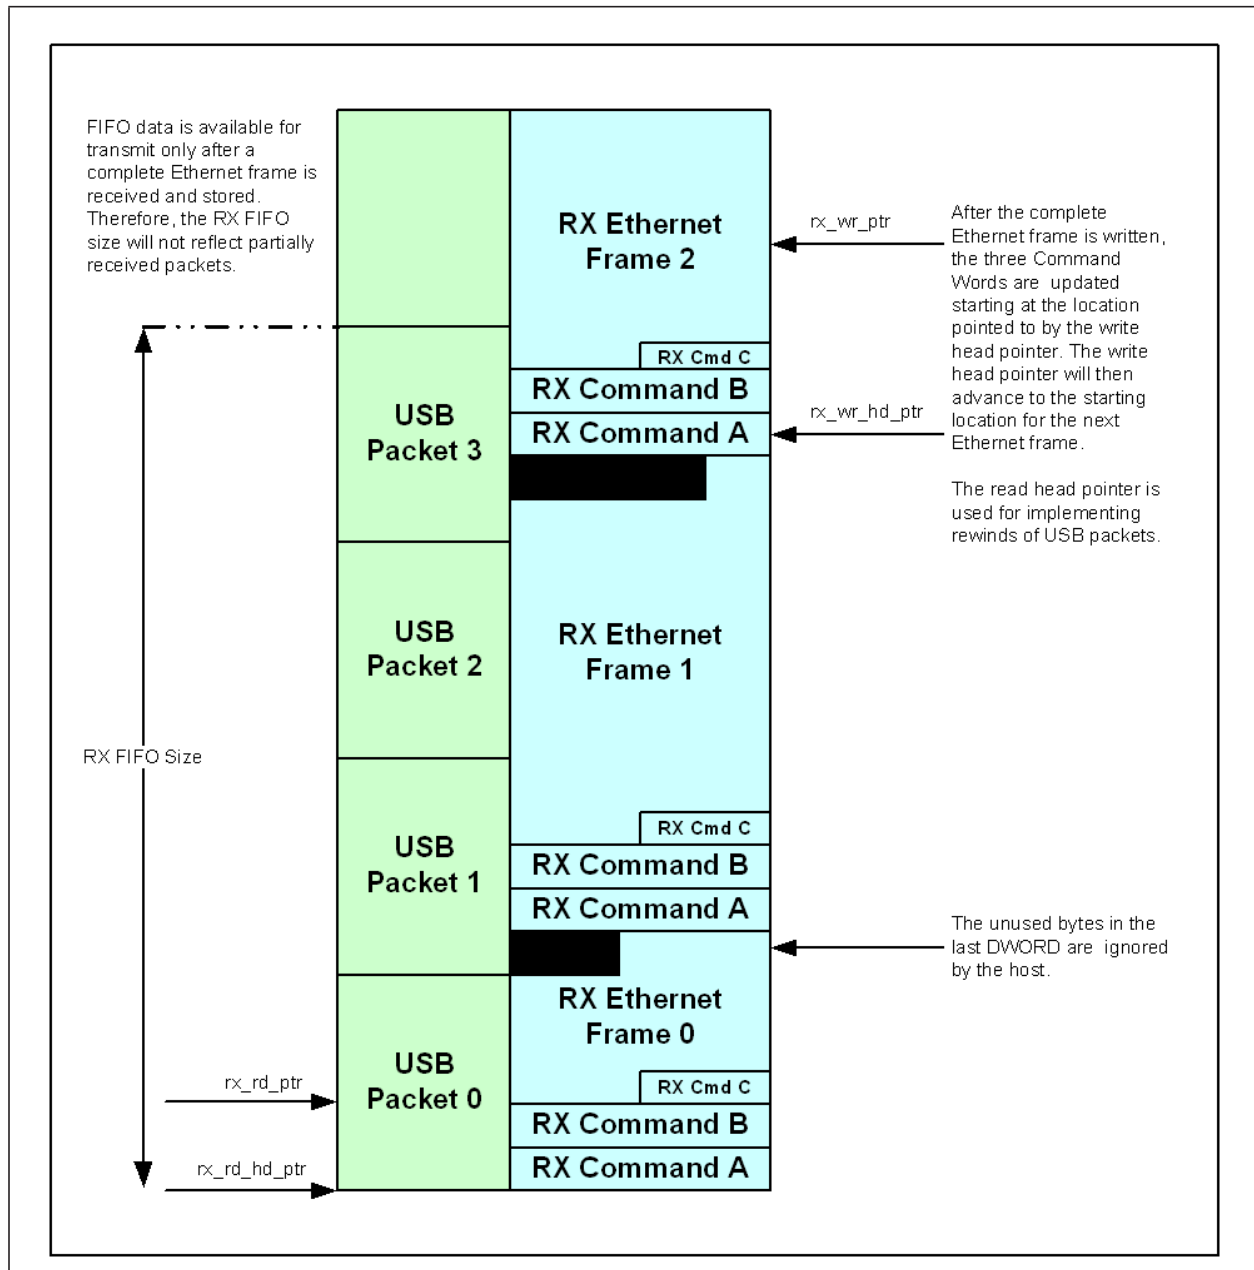 FIFO data is available for
transmit only after a
complete Ethernet frame is
received and stored.
Therefore, the RX FIFO
size will not reflect partially
received packets.
RX Ethernet
Frame 2
rx_wr_ptr
After the complete
Ethernet frame is written,
the three Command
Words are updated
starting at the location
pointed to by the write
head pointer. The write
head pointer will then
advance to the starting
location for the next
Ethernet frame.
The read head pointer is
used for implementing
rewinds of USB packets.
RX Cmd C
RX Command B
RX Command A
rx_wr_hd_ptr
USB
Packet 3
USB
Packet 2
RX Ethernet
Frame 1
RX FIFO Size
USB
Packet 1
RX Cmd C
RX Command B
RX Command A
The unused bytes in the
last DWORD are ignored
by the host.
RX Ethernet
Frame 0
USB
Packet 0
rx_rd_ptr
RX Cmd C
RX Command B
RX Command A
rx_rd_hd_ptr